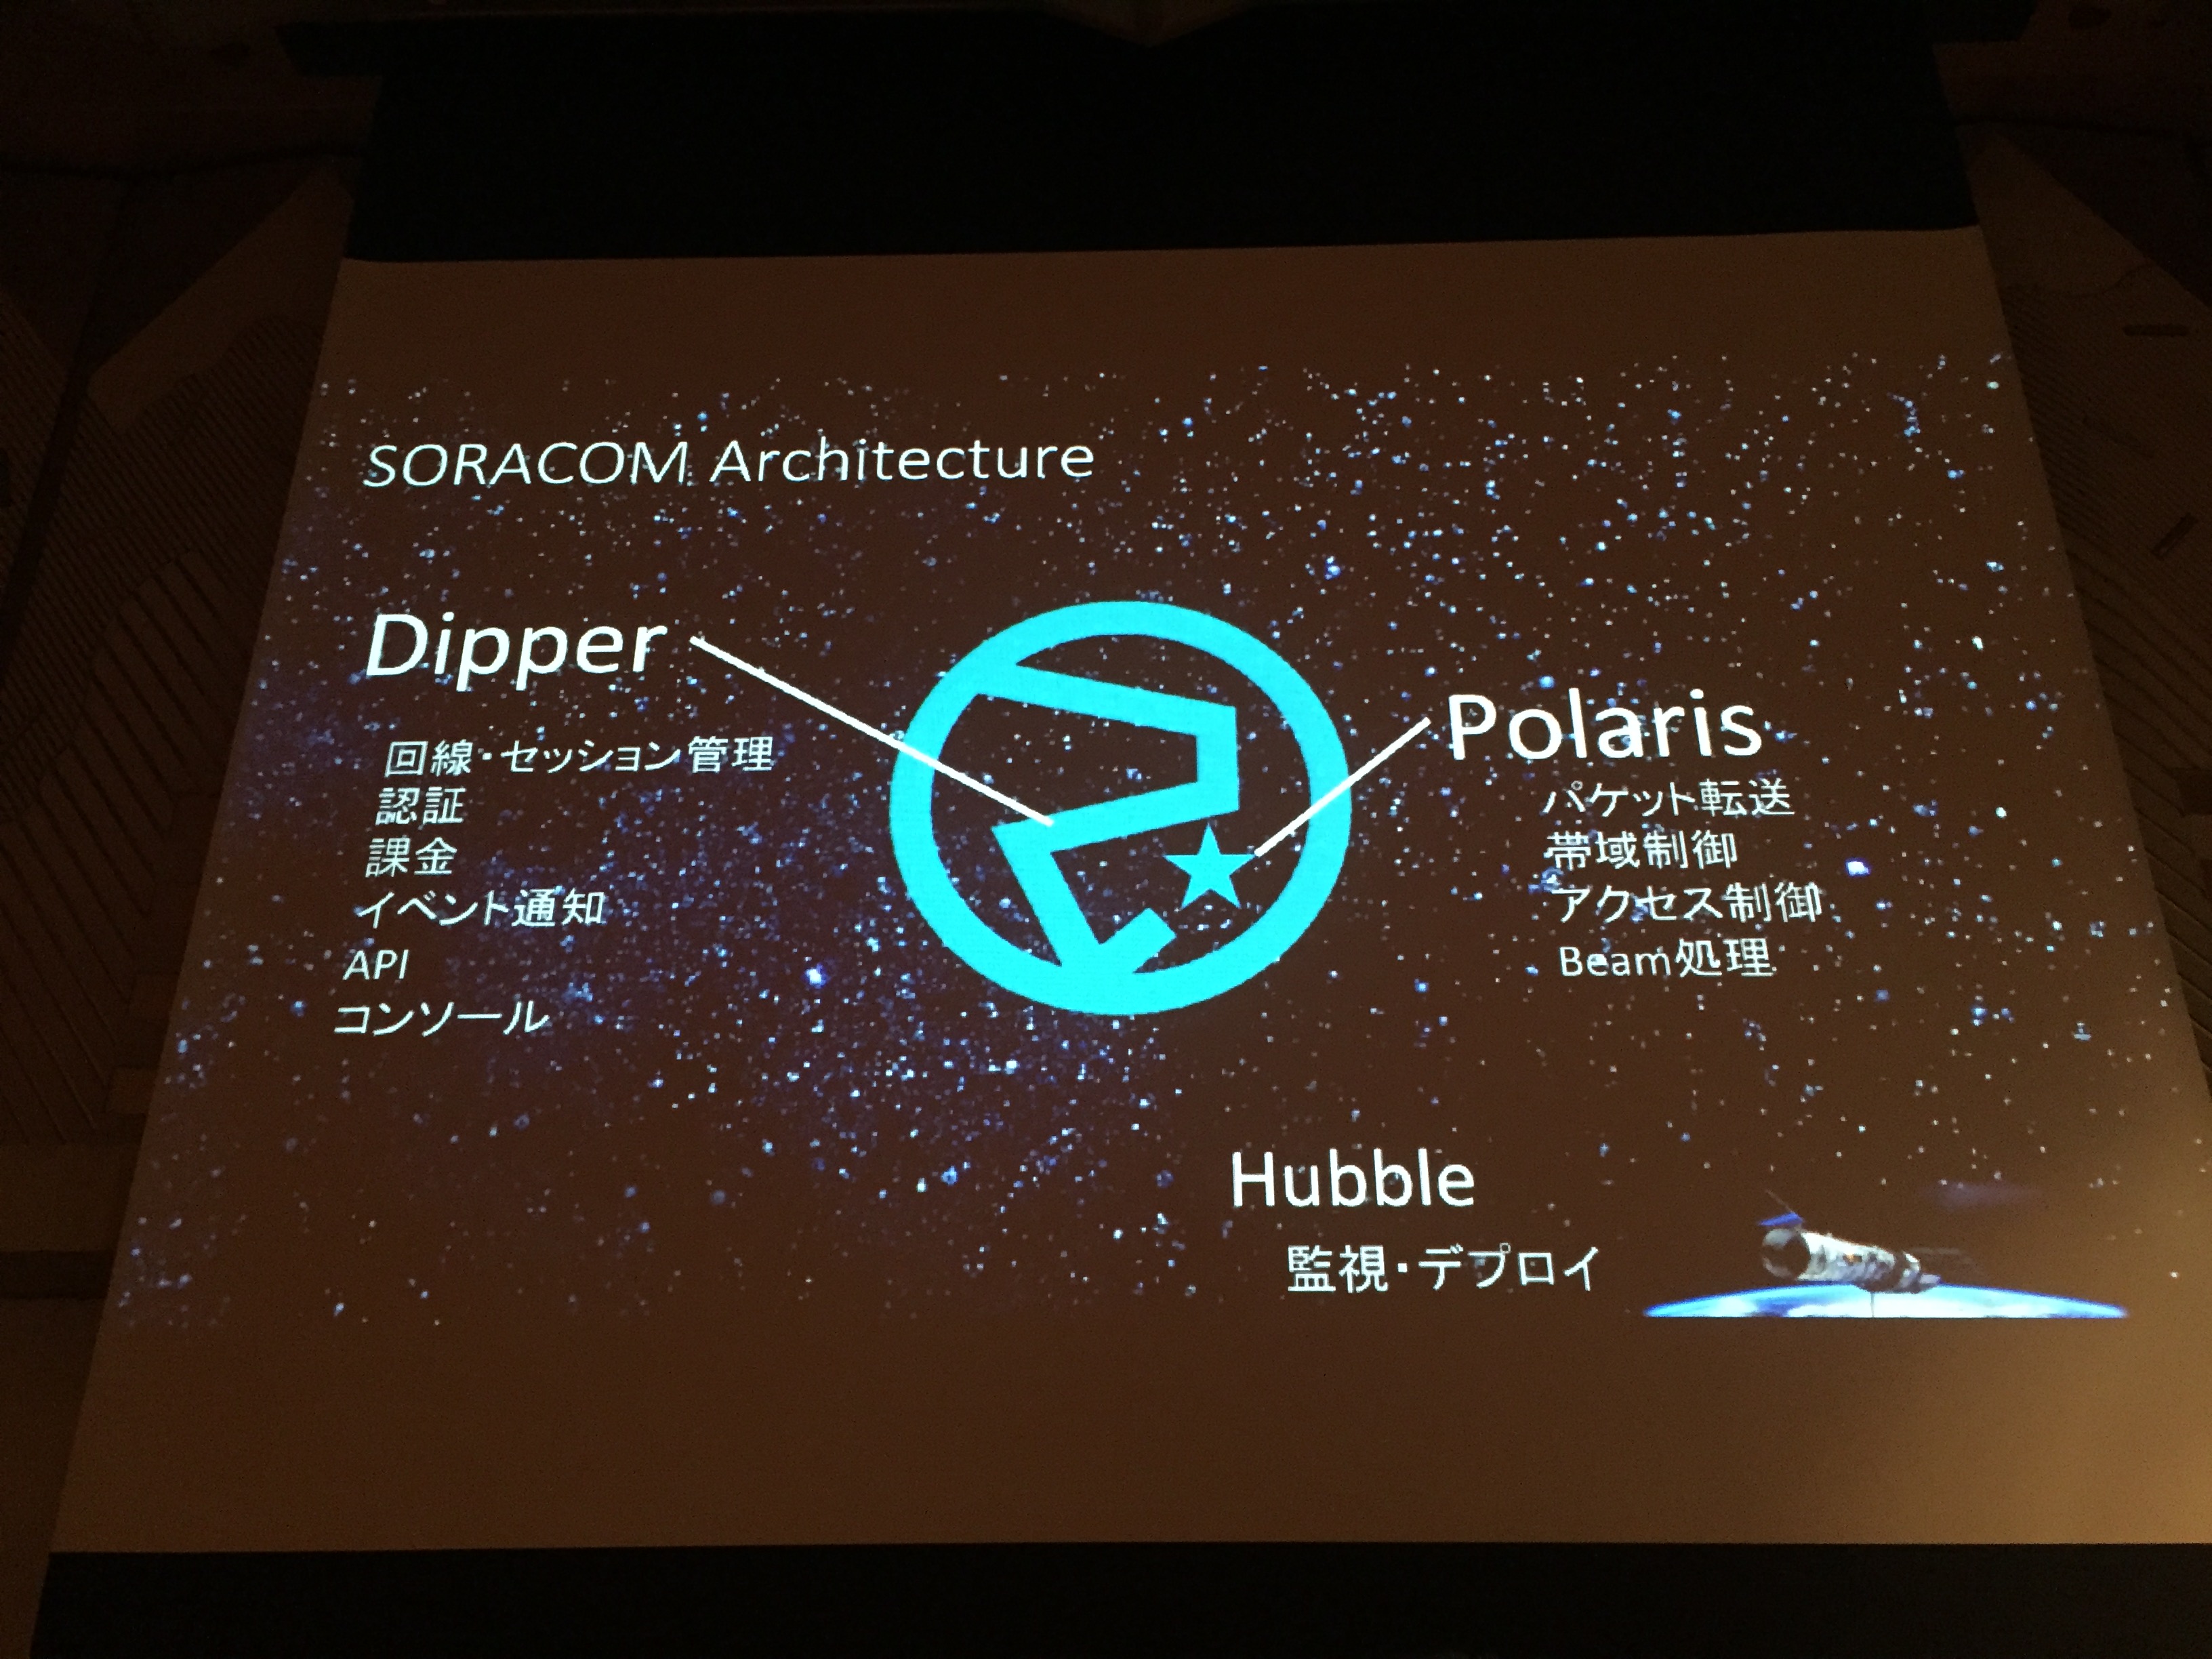 SORACOM Architecture
Dipper
回線・セッション管理
認証
課金
イベント通知
API
コンソール
Polaris
パケット転送
帯域制御
アクセス制御
Beam処理
Hubble
監視・デプロイ